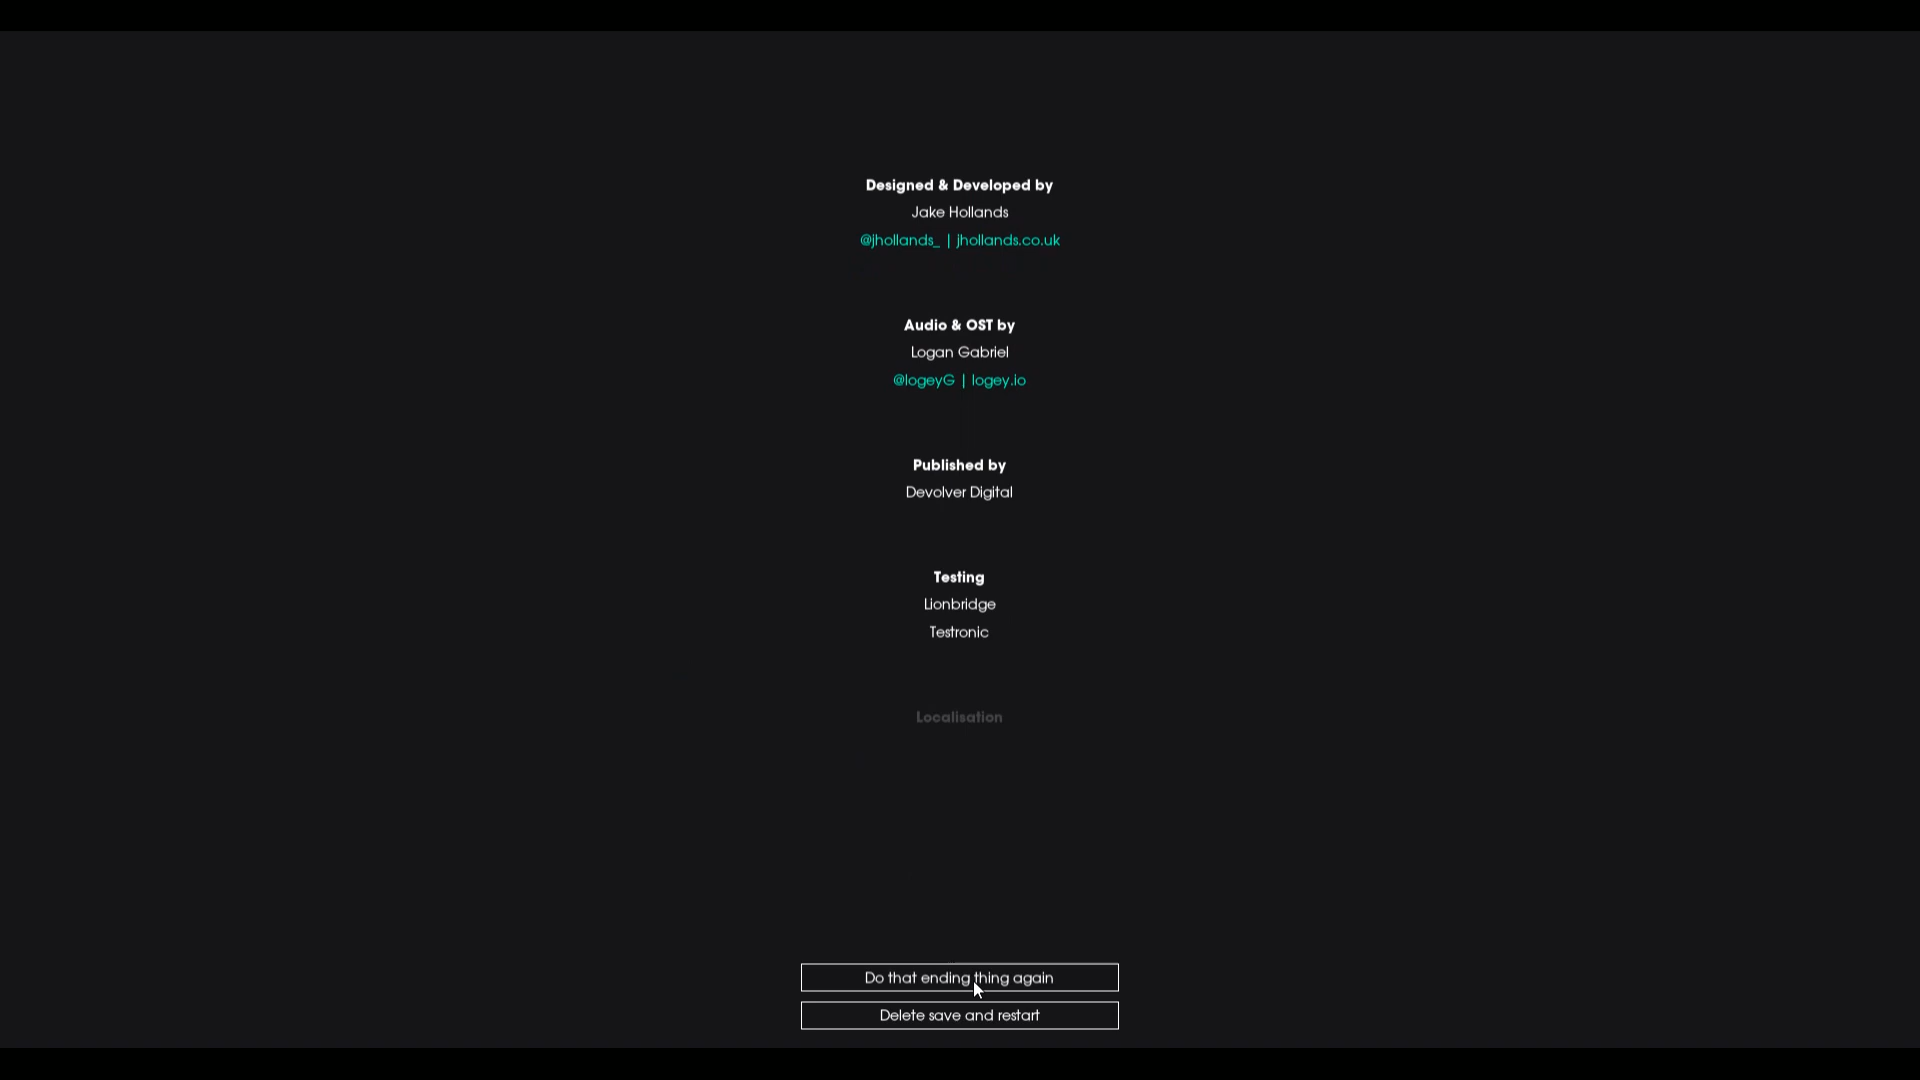 Designed & Developed by
Jake Hollands
@jhollands_ | jhollands.co.uk
Audio & OST by
Logan Gabriel
@logeyG | logey.io
Published by
Devolver Digital
Testing
Lionbridge
Testronic
Localisation
Do that ending thing again
Delete save and restart